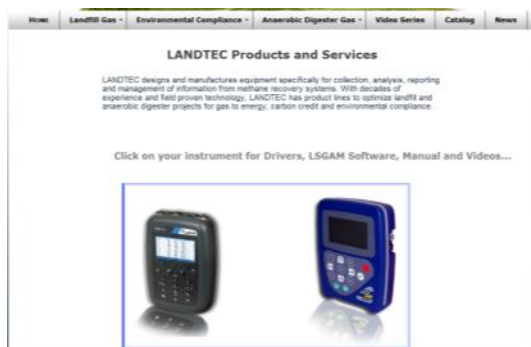 Home Landfill Gas Environmental Compliance Anaerobic Digester Gas Video Series Catalog News
LANDTEC Products and Services
LANDTEC designs and manufactures equipment specifically for collection, analysis, reporting
and management of information from methane recovery systems. With decades of
experience and field proven technology, LANDTEC has product lines to optimize landfill and
anaerobic digester projects for gas to energy, carbon credit and environmental compliance.
Click on your instrument for Drivers, LSGAM Software, Manual and Videos...